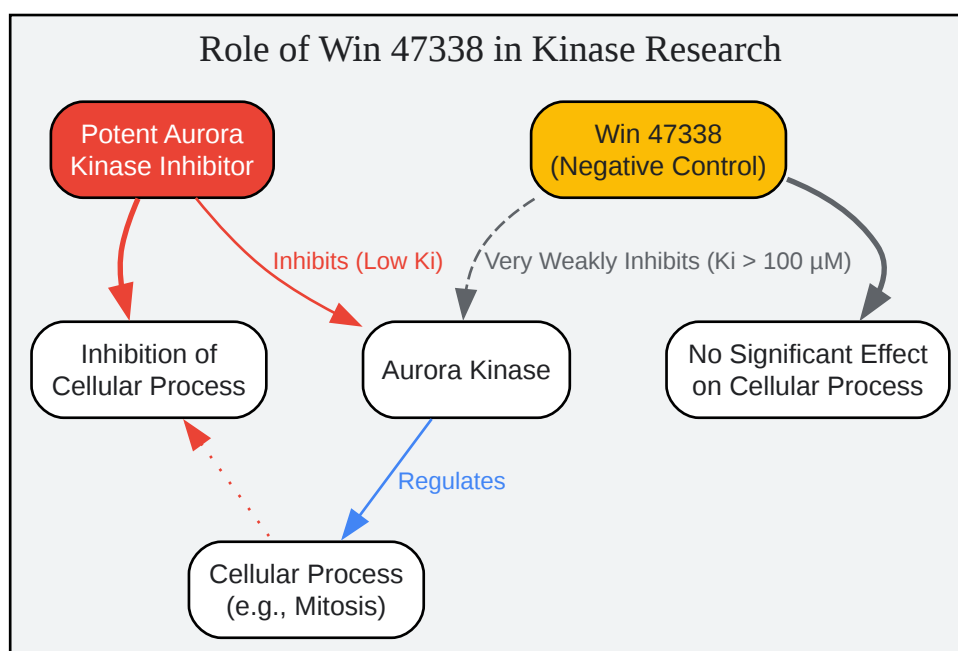 Role of Win 47338 in Kinase Research
Potent Aurora
Kinase Inhibitor
Win 47338
(Negative Control)
Inhibits (Low Ki)
Very Weakly Inhibits (Ki > 100 µM)
Inhibition of
Cellular Process
Aurora Kinase
No Significant Effect
on Cellular Process
Regulates
Cellular Process
(e.g., Mitosis)